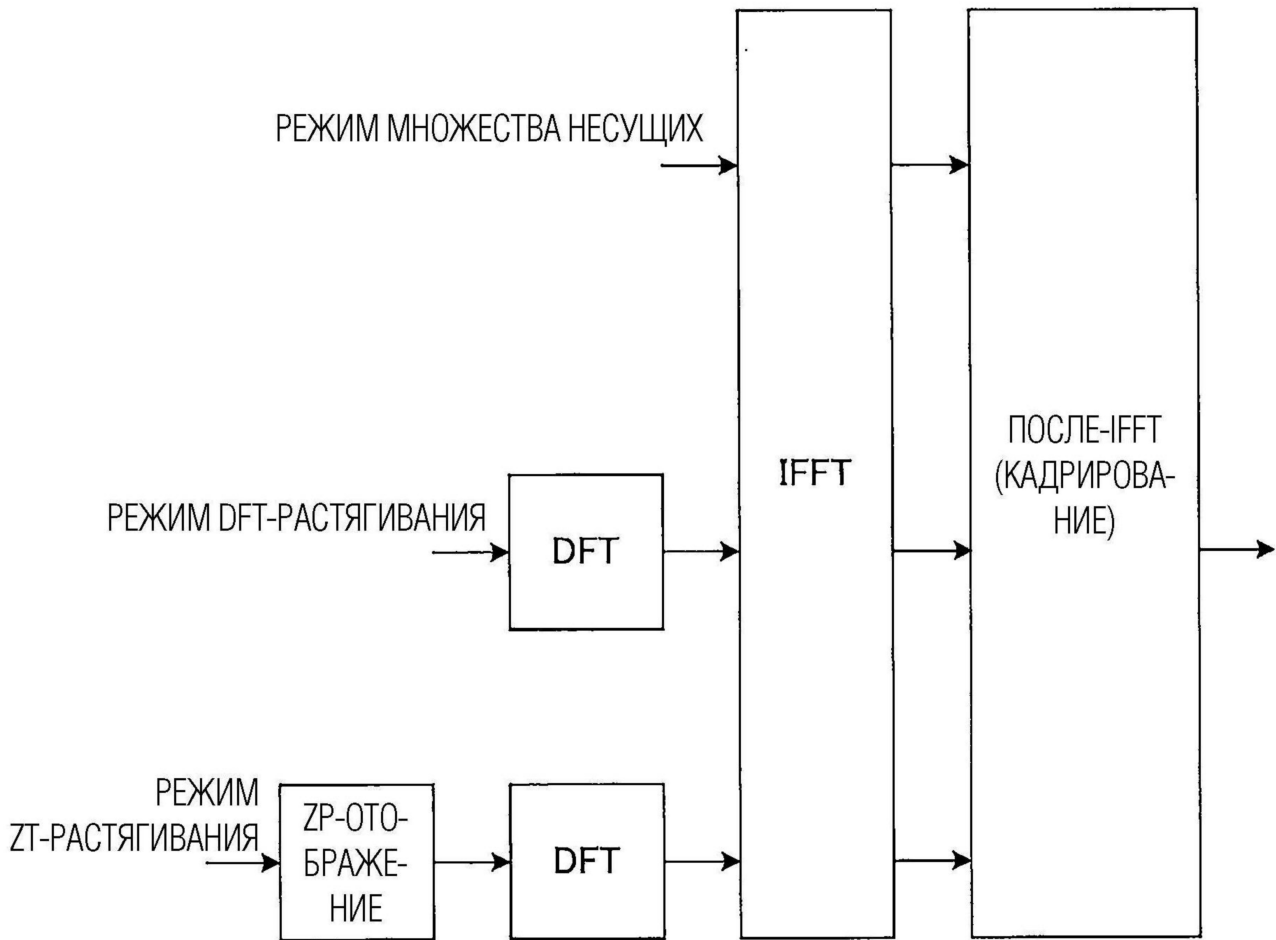 РЕЖИМ МНОЖЕСТВА НЕСУЩИХ
IFFT
ПОСЛЕ-IFFT
(КАДРИРОВА-
НИЕ)
РЕЖИМ DFT-РАСТЯГИВАНИЯ
DFT
РЕЖИМ
ZT-РАСТЯГИВАНИЯ
ZP-ОТО-
БРАЖЕ-
НИЕ
DFT